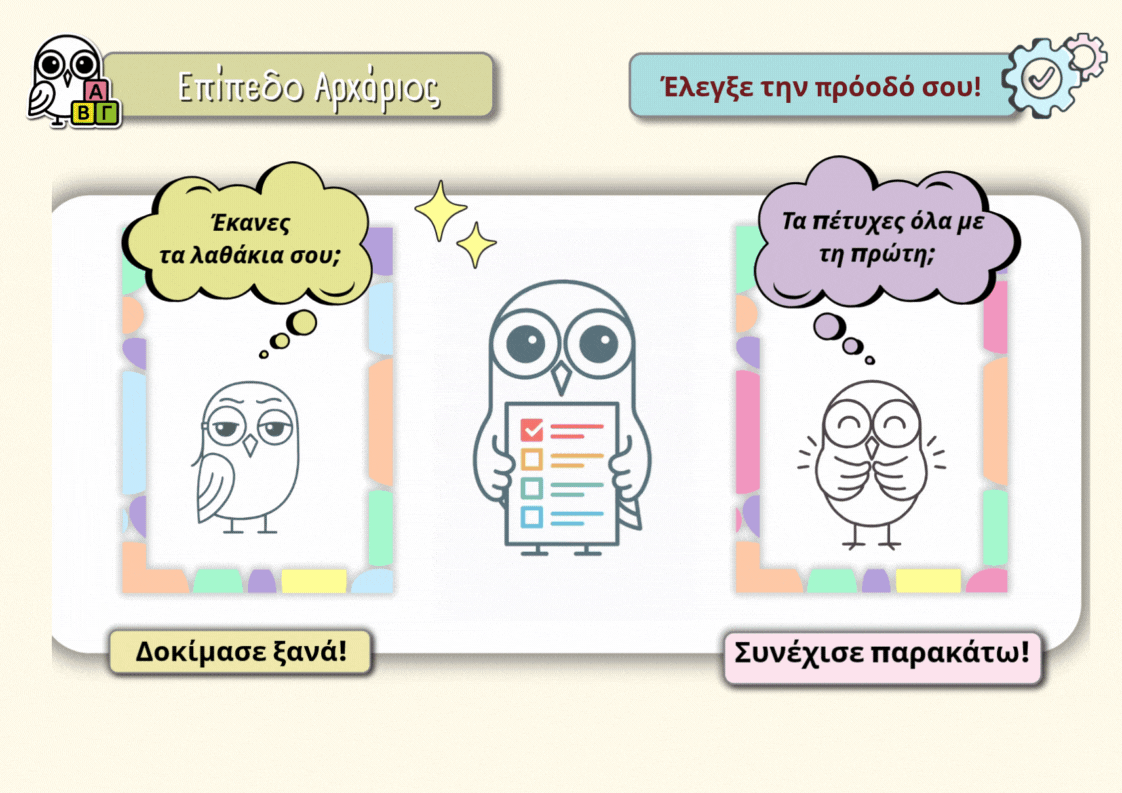 Επίπεδο Αρχάριος
Έλεγξε την πρόοδό σου!
Α
Β Γ
Έκανες
τα λαθάκια σου;
Τα πέτυχες όλα με
τη πρώτη;
Δοκίμασε ξανά!
Συνέχισε παρακάτω!